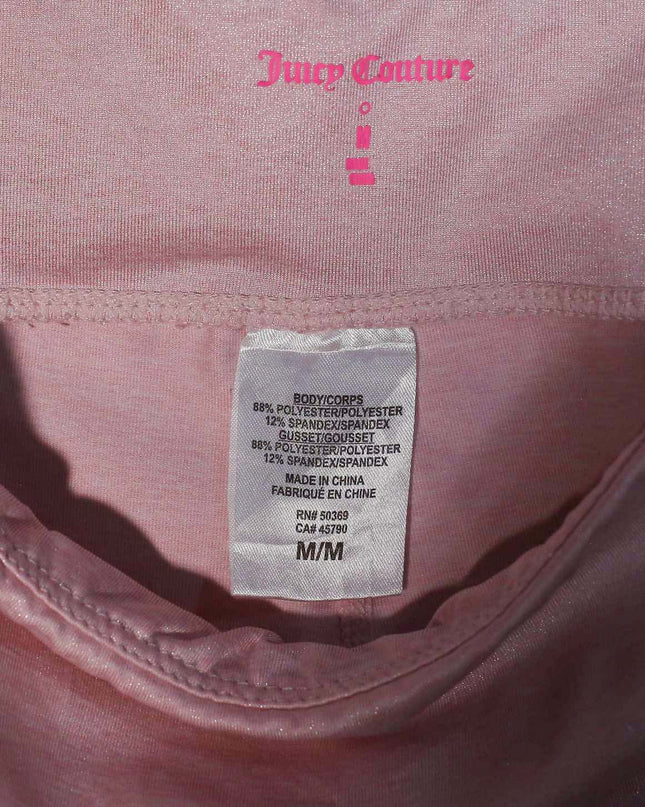 Juicy Couture
BODY/CORPS
88% POLYESTER/POLYESTER
12% SPANDEX/SPANDEX
GUSSET/GOUSSET
88% POLYESTER/POLYESTER
12% SPANDEX/SPANDEX
MADE IN CHINA
FABRIQUÉ EN CHINE
RN# 50369
CA# 45790
M/M